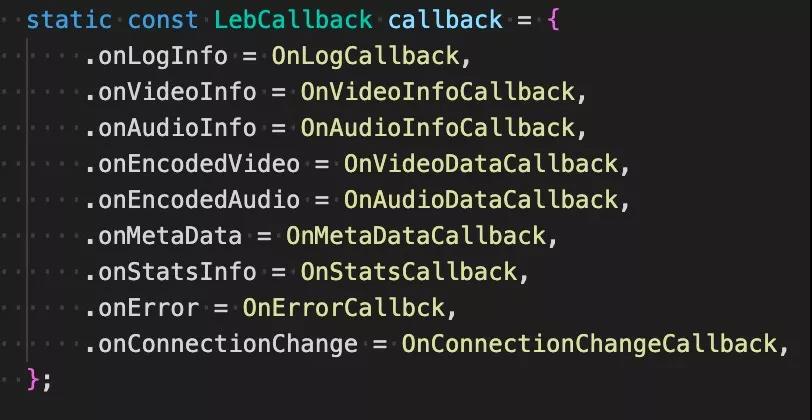 static const LebCallback callback = {
.onLogInfo = OnLogCallback,
.onVideoInfo = OnVideoInfoCallback,
.onAudioInfo = OnAudioInfoCallback,
.onEncodedVideo = OnVideoDataCallback,
.onEncodedAudio = OnAudioDataCallback,
.onMetaData = OnMetaDataCallback,
.onStatsInfo = OnStatsCallback,
.onError = OnErrorCallbck,
.onConnectionChange = OnConnectionChangeCallback,
};